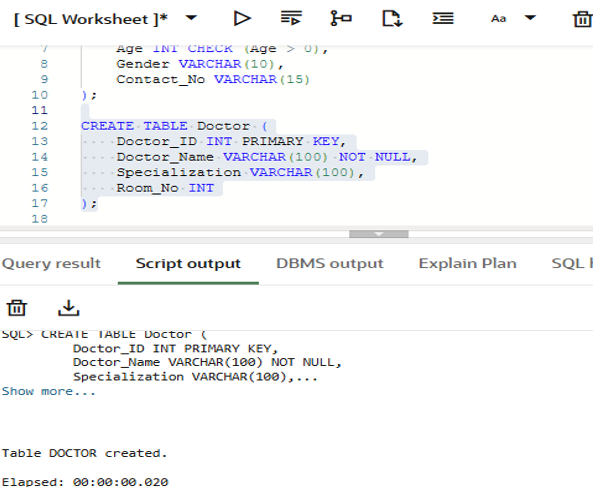 [ SQL Worksheet ]*
Aa
7 Age INT CHECK (Age > 0),
8 Gender VARCHAR(10),
9 Contact_No VARCHAR(15)
10 );
11
12 CREATE TABLE Doctor (
13 Doctor_ID INT PRIMARY KEY,
14 Doctor_Name VARCHAR(100) NOT NULL,
15 Specialization VARCHAR(100),
16 Room_No INT
17 );
18
Query result Script output DBMS output Explain Plan SQL
SQL> CREATE TABLE Doctor (
Doctor_ID INT PRIMARY KEY,
Doctor_Name VARCHAR(100) NOT NULL,
Specialization VARCHAR(100),...
Show more...
Table DOCTOR created.
Elapsed: 00:00:00.020